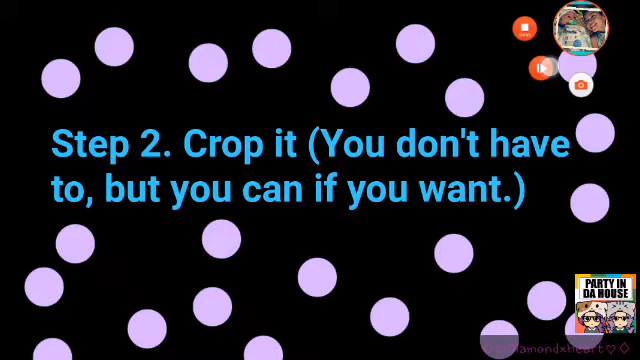 Step 2. Crop it (You don't have
to, but you can if you want.)
PARTY IN
DA HOUSE